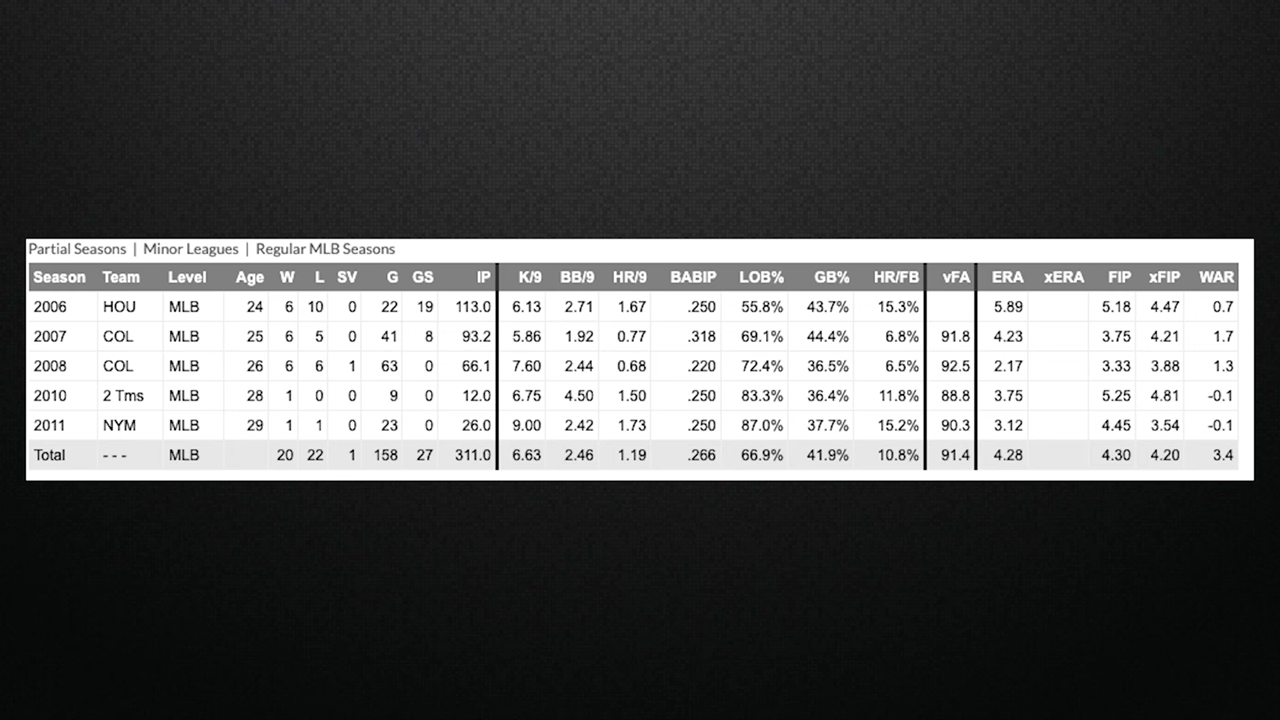 Partial Seasons | Minor Leagues | Regular MLB Seasons
Season Team Level Age W L SV G GS IP K/9 BB/9 HR/9 BABIP LOB% GB% HR/FB vFA ERA xERA FIP xFIP WAR
2006 HOU MLB 24 6 10 0 22 19 113.0 6.13 2.71 1.67 .250 55.8% 43.7% 15.3% 5.89 5.18 4.47 0.7
2007 COL MLB 25 6 5 0 41 8 93.2 5.86 1.92 0.77 .318 69.1% 44.4% 6.8% 91.8 4.23 3.75 4.21 1.7
2008 COL MLB 26 6 6 1 63 0 66.1 7.60 2.44 0.68 .220 72.4% 36.5% 6.5% 92.5 2.17 3.33 3.88 1.3
2010 2 Tms MLB 28 1 0 0 9 0 12.0 6.75 4.50 1.50 .250 83.3% 36.4% 11.8% 88.8 3.75 5.25 4.81 -0.1
2011 NYM MLB 29 1 1 0 23 0 26.0 9.00 2.42 1.73 .250 87.0% 37.7% 15.2% 90.3 3.12 4.45 3.54 -0.1
Total - - - MLB 20 22 1 158 27 311.0 6.63 2.46 1.19 .266 66.9% 41.9% 10.8% 91.4 4.28 4.30 4.20 3.4